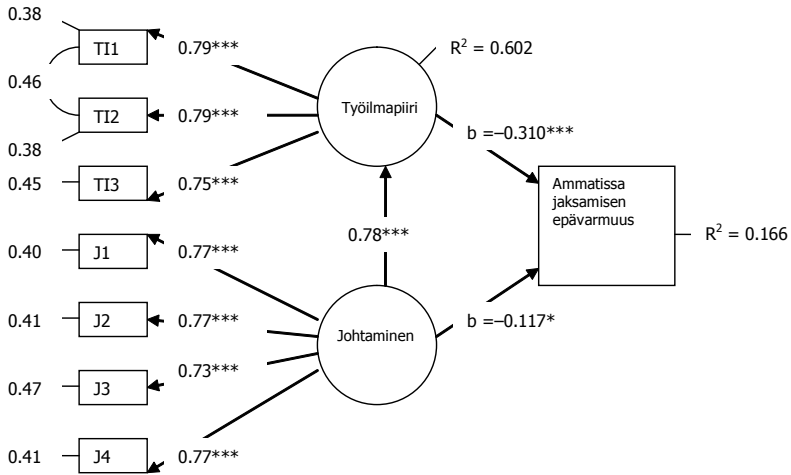 0.38
TI1
0.79***
R² = 0.602
0.46
TI2
0.79***
Työilmapiiri
0.38
b =–0.310***
0.45
TI3
0.75***
Ammatissa
jaksamisen
epävarmuus
0.40
J1
0.77***
0.78***
R² = 0.166
0.41
J2
0.77***
Johtaminen
b =–0.117*
0.47
J3
0.73***
0.41
J4
0.77***